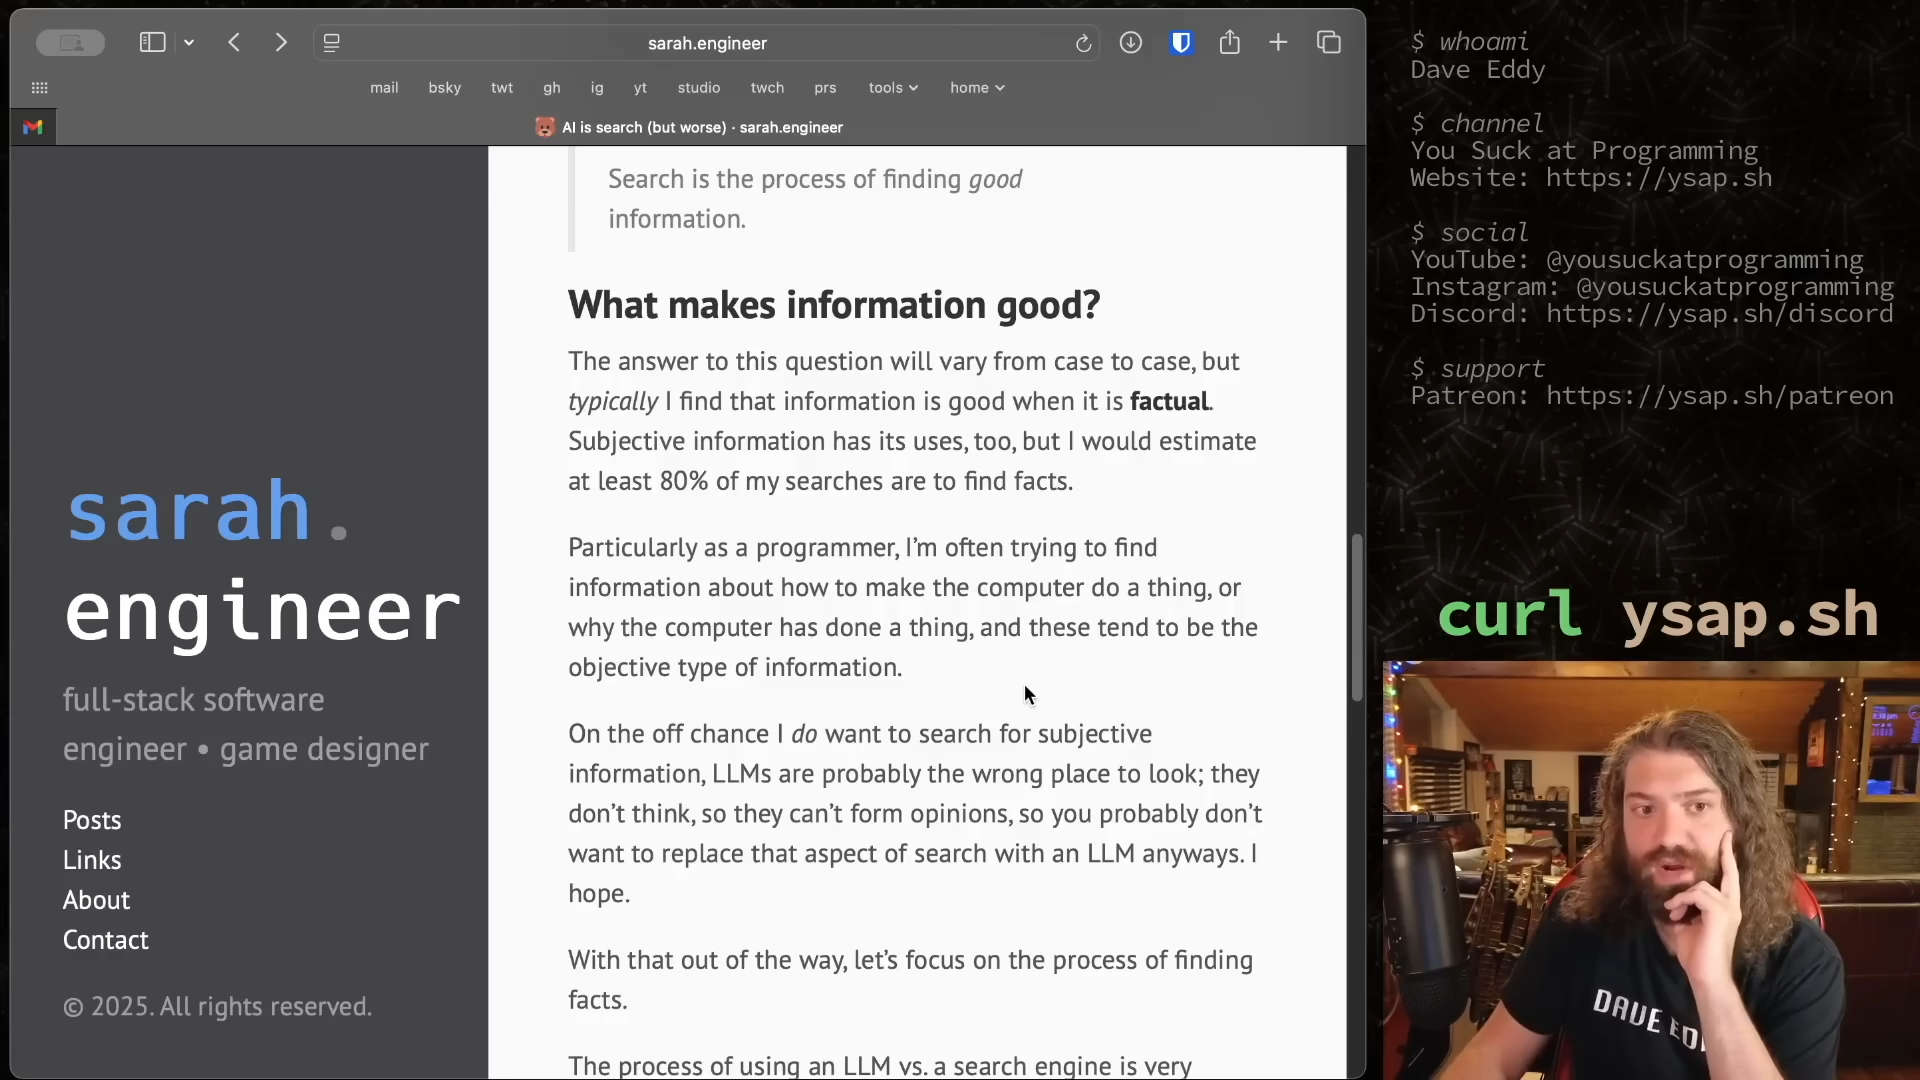 sarah.engineer
mail bsky twt gh ig yt studio twch prs tools home
AI is search (but worse) · sarah.engineer
Search is the process of finding good
information.
What makes information good?
The answer to this question will vary from case to case, but
typically I find that information is good when it is factual.
Subjective information has its uses, too, but I would estimate
at least 80% of my searches are to find facts.
Particularly as a programmer, I'm often trying to find
information about how to make the computer do a thing, or
why the computer has done a thing, and these tend to be the
objective type of information.
On the off chance I do want to search for subjective
information, LLMs are probably the wrong place to look; they
don't think, so they can't form opinions, so you probably don't
want to replace that aspect of search with an LLM anyways. I
hope.
With that out of the way, let's focus on the process of finding
facts.
The process of using an LLM vs. a search engine is very
sarah.
engineer
full-stack software
engineer • game designer
Posts
Links
About
Contact
© 2025. All rights reserved.
$ whoami
Dave Eddy
$ channel
You Suck at Programming
Website: https://ysap.sh
$ social
YouTube: @yousuckatprogramming
Instagram: @yousuckatprogramming
Discord: https://ysap.sh/discord
$ support
Patreon: https://ysap.sh/patreon
curl ysap.sh
DAVE